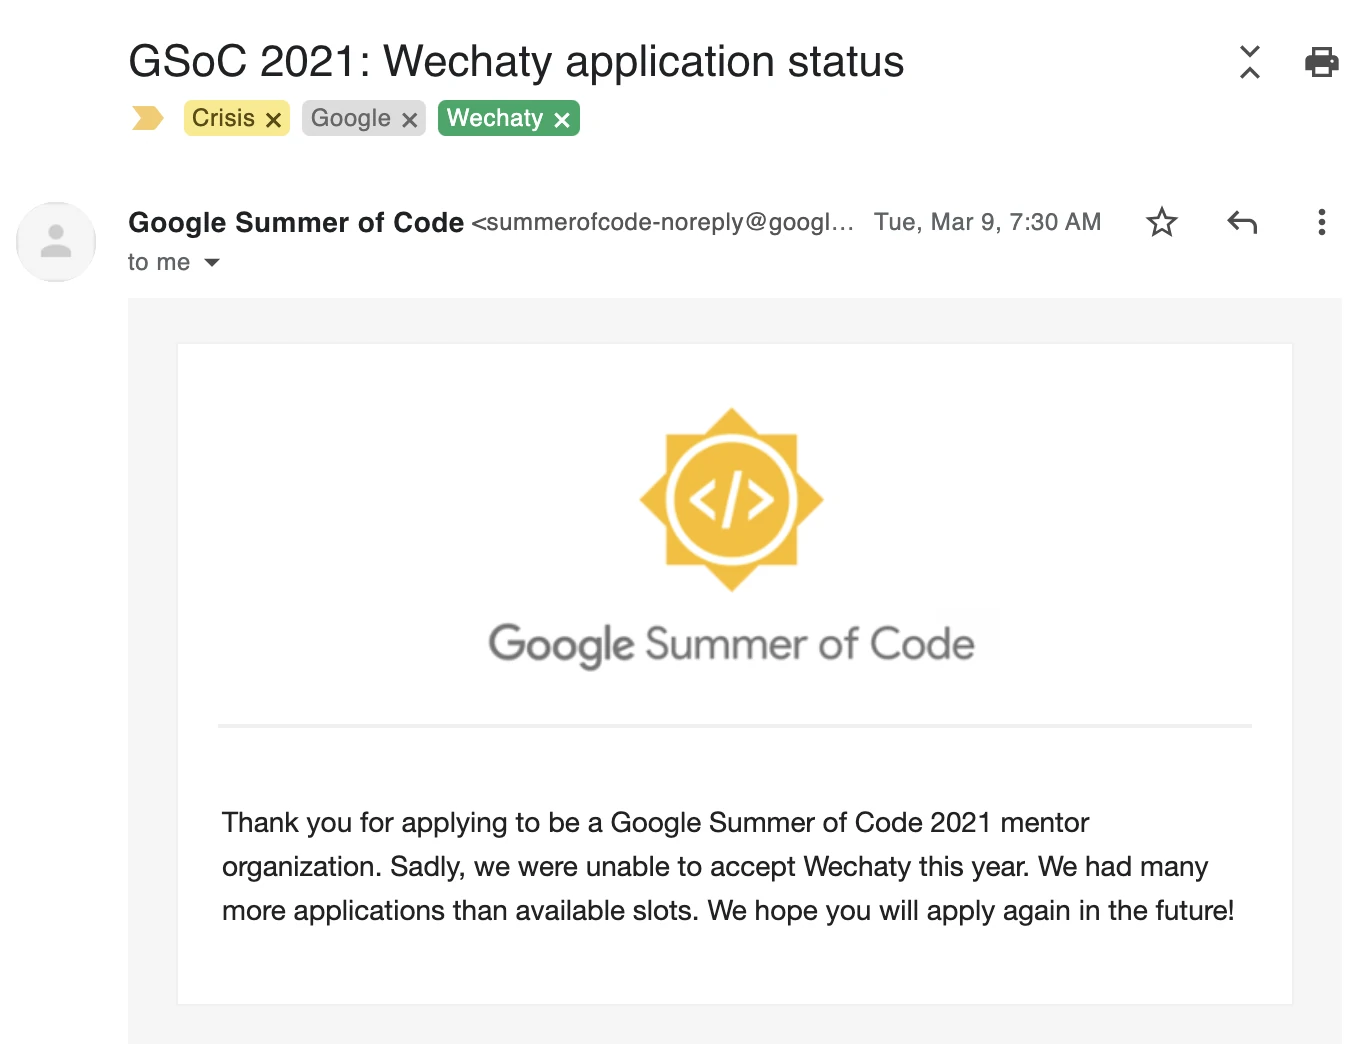 GSoC 2021: Wechaty application status
Crisis × Google × Wechaty ×
Google Summer of Code <summerofcode-noreply@googl... Tue, Mar 9, 7:30 AM
to me
</>
Google Summer of Code
Thank you for applying to be a Google Summer of Code 2021 mentor
organization. Sadly, we were unable to accept Wechaty this year. We had many
more applications than available slots. We hope you will apply again in the future!